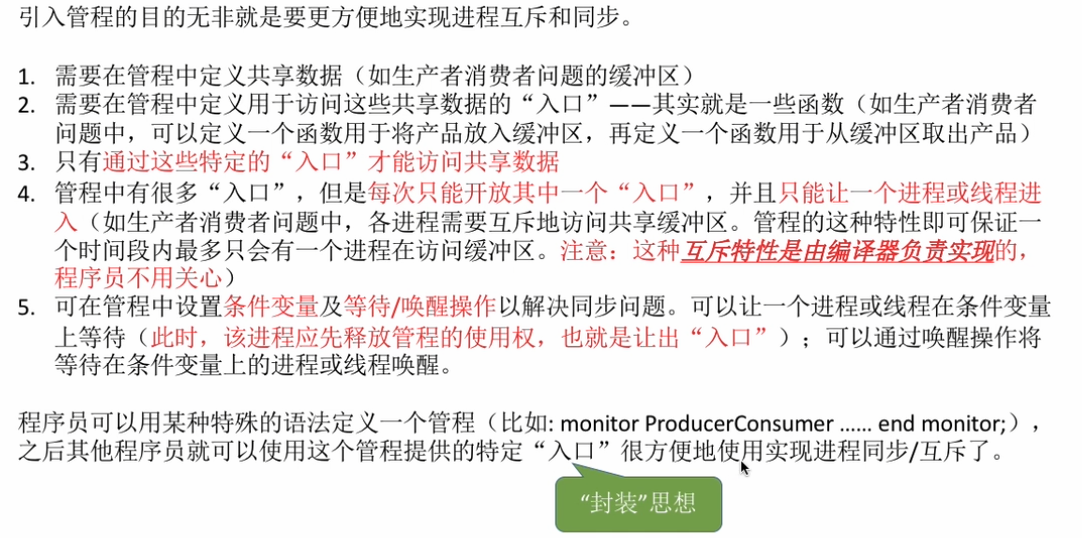 引入管程的目的无非就是要更方便地实现进程互斥和同步。
1. 需要在管程中定义共享数据（如生产者消费者问题的缓冲区）
2. 需要在管程中定义用于访问这些共享数据的“入口”——其实就是一些函数（如生产者消费者
问题中，可以定义一个函数用于将产品放入缓冲区，再定义一个函数用于从缓冲区取出产品）
3. 只有通过这些特定的“入口”才能访问共享数据
4. 管程中有很多“入口”，但是每次只能开放其中一个“入口”，并且只能让一个进程或线程进
入（如生产者消费者问题中，各进程需要互斥地访问共享缓冲区。管程的这种特性即可保证一
个时间段内最多只会有一个进程在访问缓冲区。注意：这种互斥特性是由编译器负责实现的，
程序员不用关心）
5. 可在管程中设置条件变量及等待/唤醒操作以解决同步问题。可以让一个进程或线程在条件变量
上等待（此时，该进程应先释放管程的使用权，也就是让出“入口”）；可以通过唤醒操作将
等待在条件变量上的进程或线程唤醒。
程序员可以用某种特殊的语法定义一个管程（比如: monitor ProducerConsumer ...... end monitor;），
之后其他程序员就可以使用这个管程提供的特定“入口”很方便地使用实现进程同步/互斥了。
“封装”思想